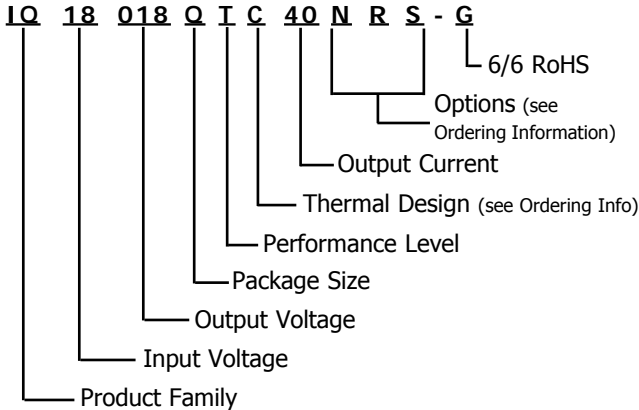 IQ 18 018 Q T C 40 N R S - G
6/6 RoHS
Options (see
Ordering Information)
Output Current
Thermal Design (see Ordering Info)
Performance Level
Package Size
Output Voltage
Input Voltage
Product Family